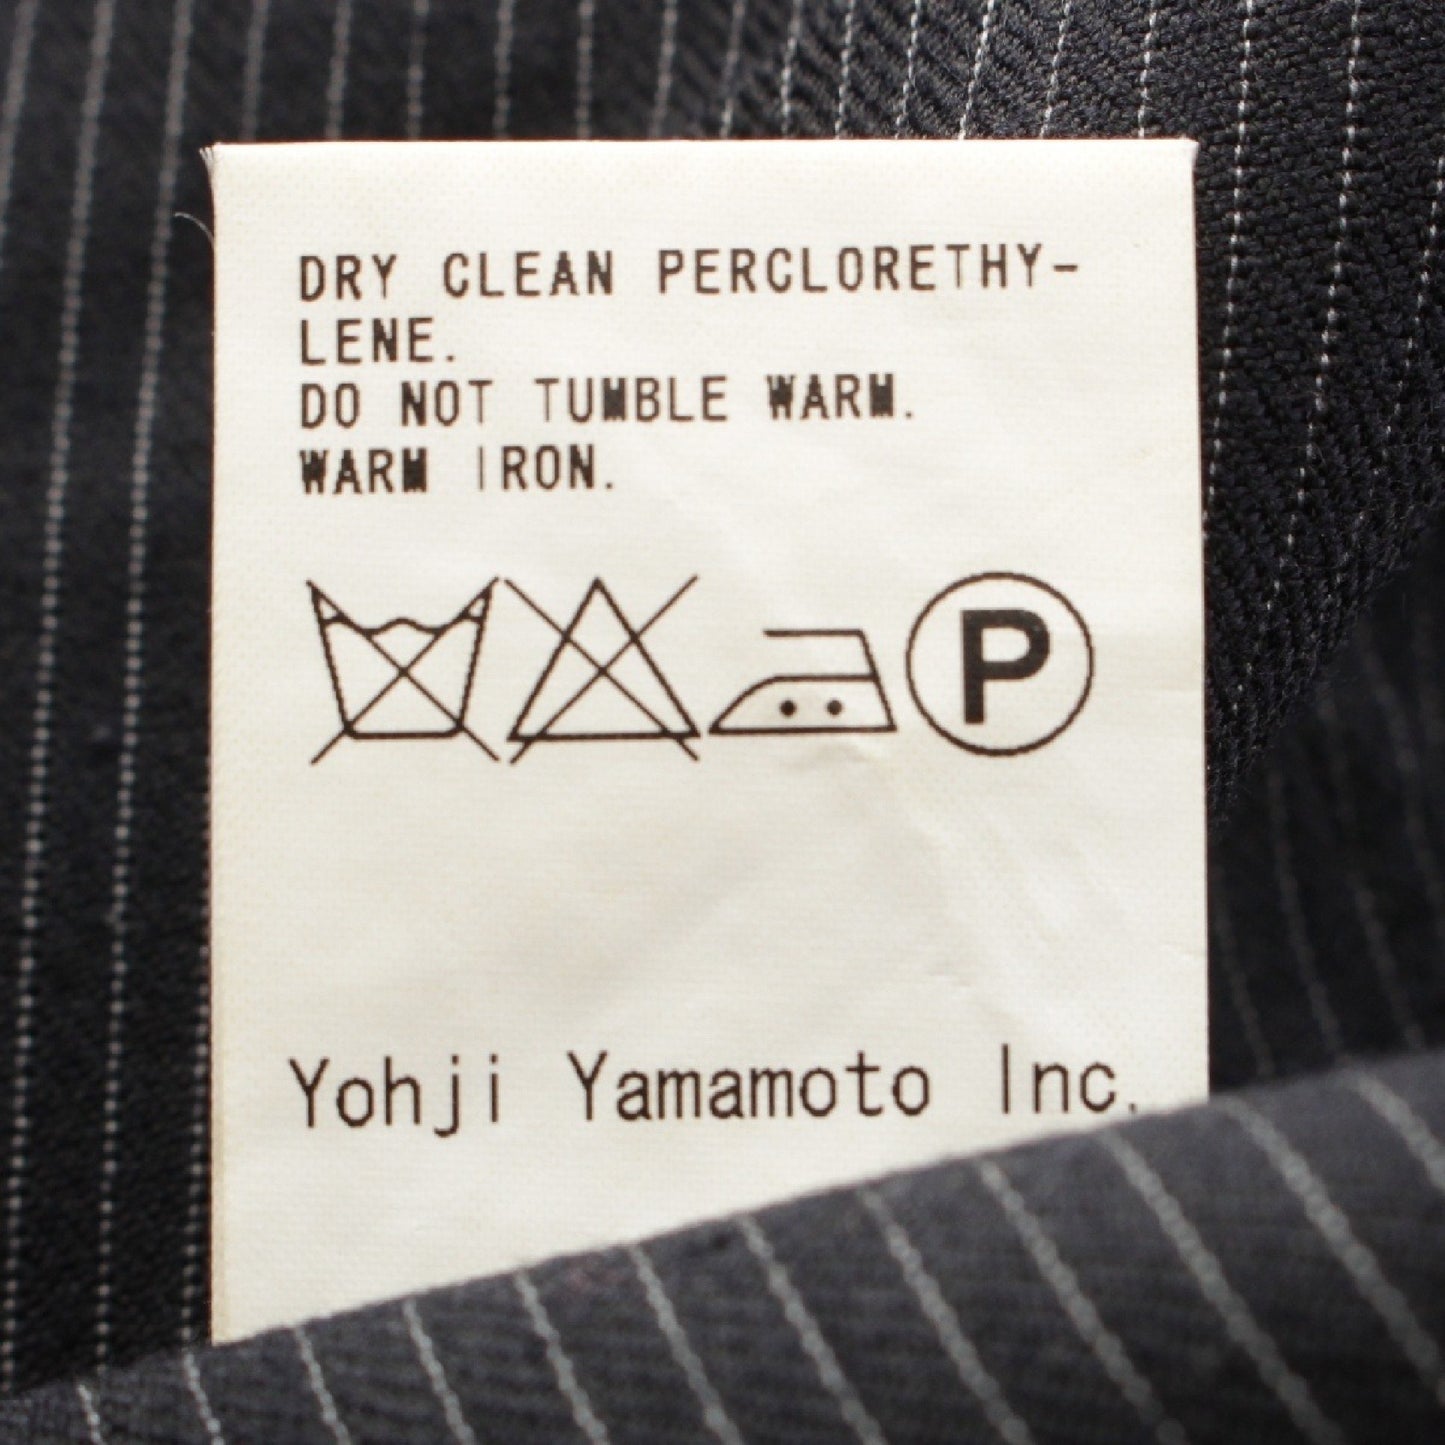 DRY CLEAN PERCLORETHY-
LENE.
DO NOT TUMBLE WARM.
WARM IRON.
P
Yohji Yamamoto Inc.